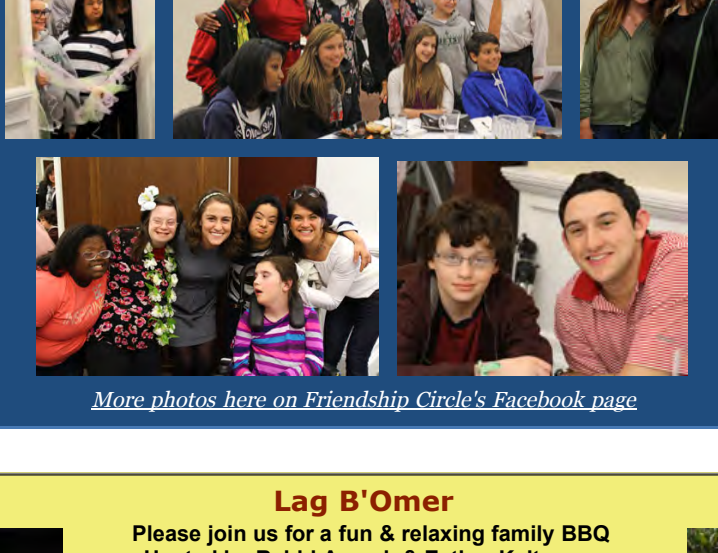 More photos here on Friendship Circle's Facebook page
Lag B'Omer
Please join us for a fun & relaxing family BBQ